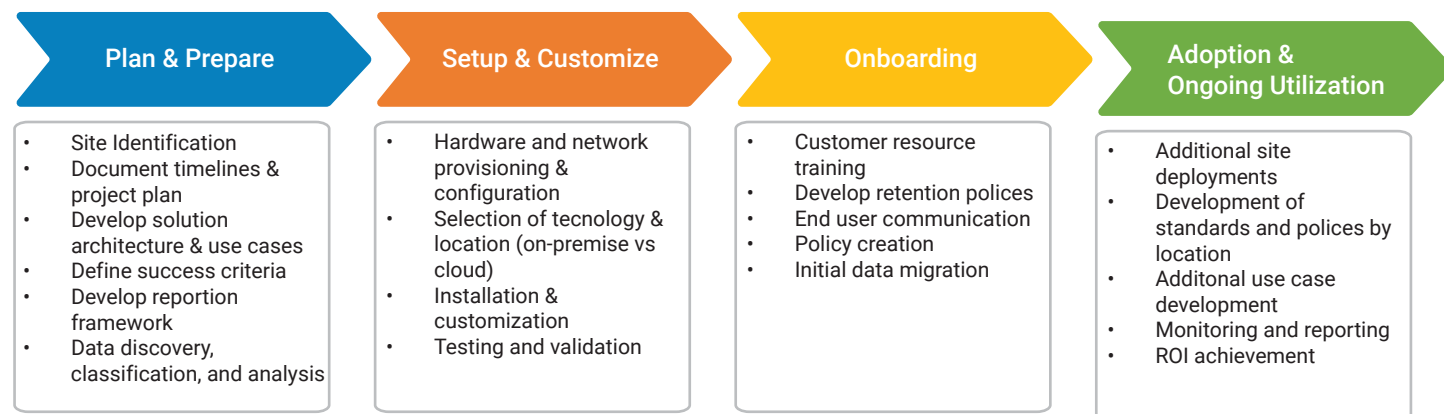 Plan & Prepare
• Site Identification
• Document timelines &
project plan
• Develop solution
architecture & use cases
• Define success criteria
• Develop reportion
framework
• Data discovery,
classification, and analysis
Setup & Customize
• Hardware and network
provisioning &
configuration
• Selection of tecnology &
location (on-premise vs
cloud)
• Installation &
customization
• Testing and validation
Onboarding
• Customer resource
training
• Develop retention polices
• End user communication
• Policy creation
• Initial data migration
Adoption &
Ongoing Utilization
• Additional site
deployments
• Development of
standards and polices by
location
• Additonal use case
development
• Monitoring and reporting
• ROI achievement